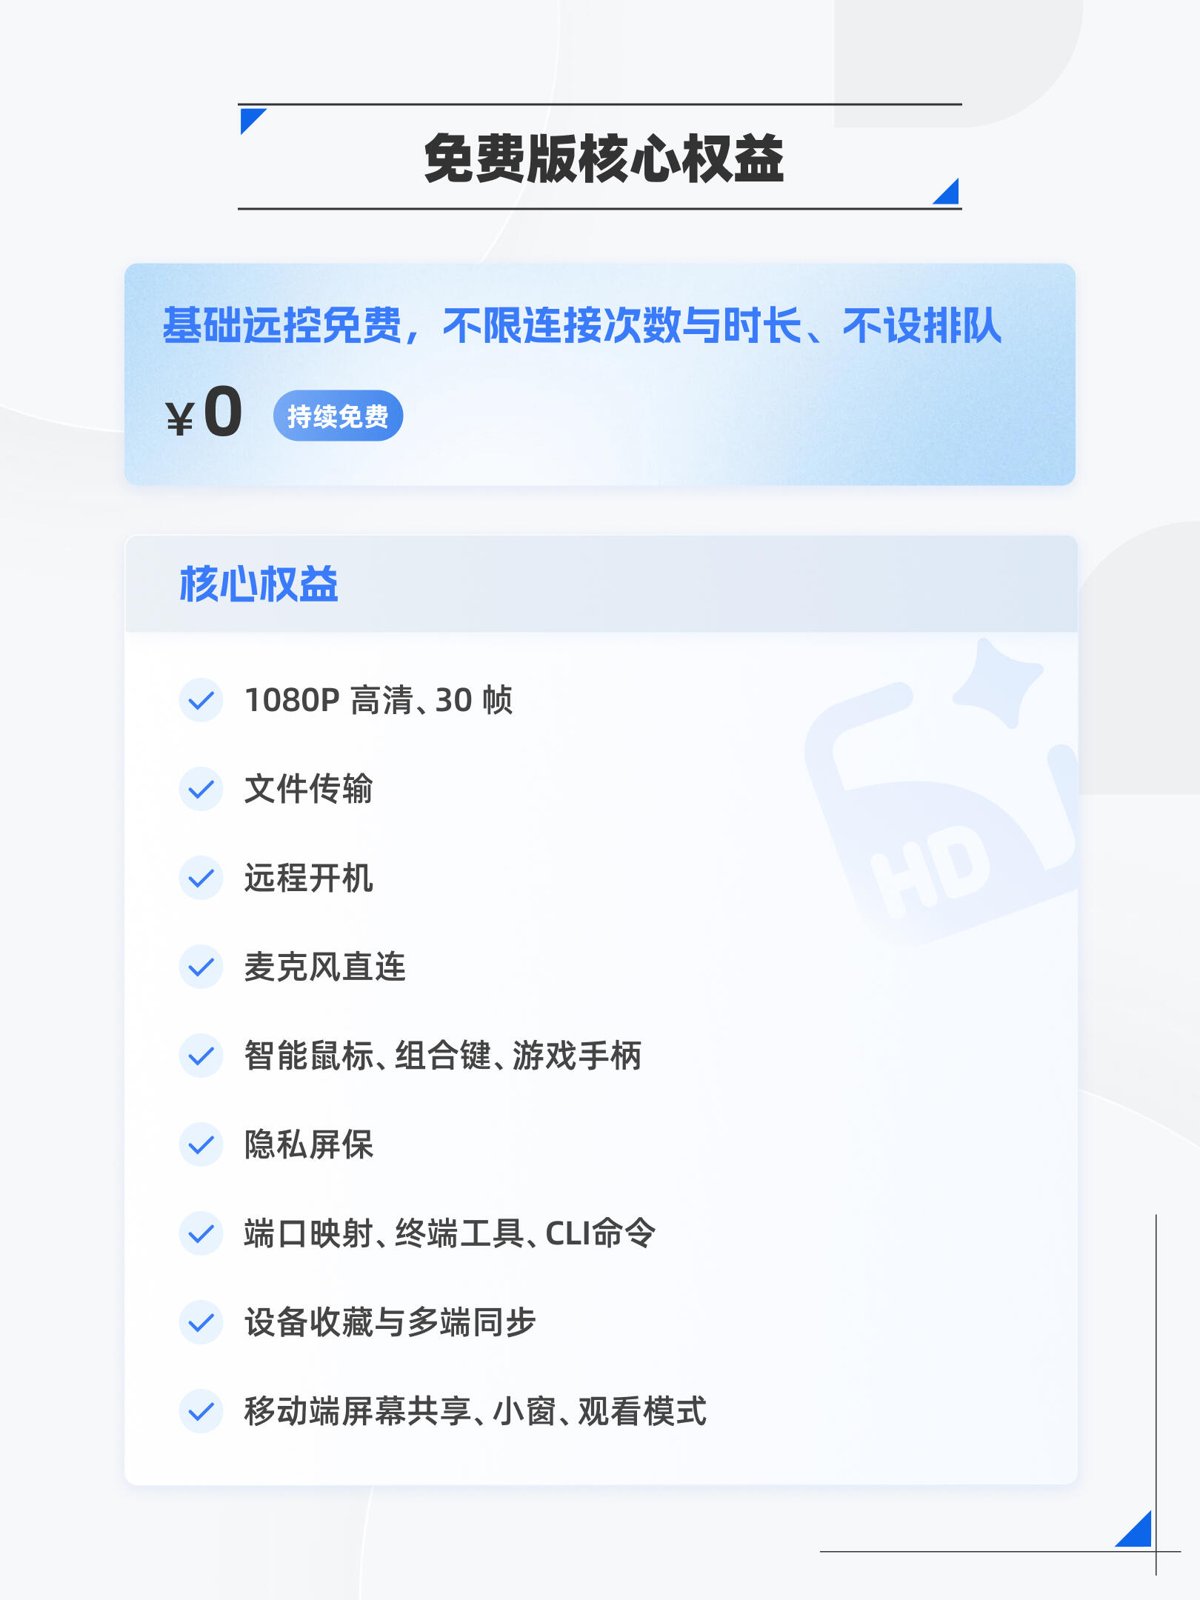 免费版核心权益
基础远控免费，不限连接次数与时长、不设排队
¥0 持续免费
核心权益
1080P 高清、30 帧
文件传输
远程开机
麦克风直连
智能鼠标、组合键、游戏手柄
隐私屏保
端口映射、终端工具、CLI命令
设备收藏与多端同步
移动端屏幕共享、小窗、观看模式
HD